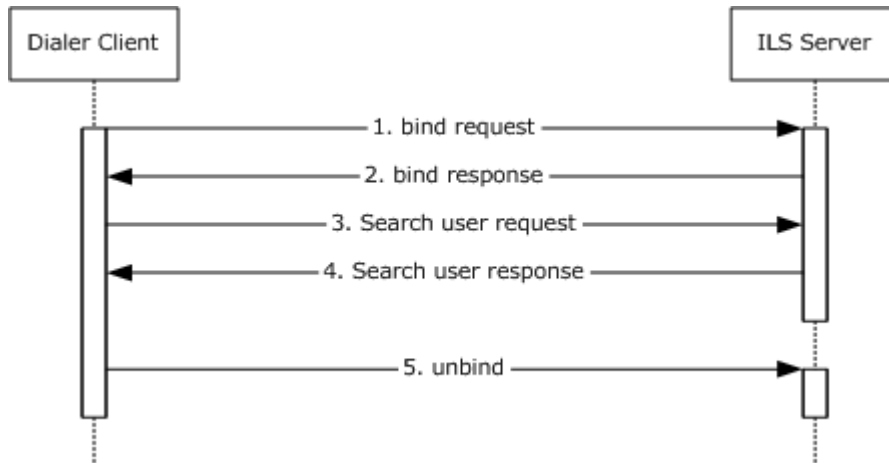 Dialer Client
ILS Server
1. bind request
2. bind response
3. Search user request
4. Search user response
5. unbind